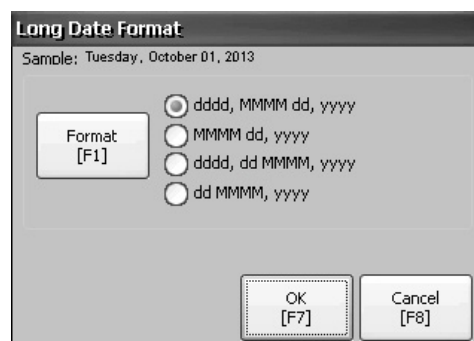 Long Date Format
Sample: Tuesday, October 01, 2013
Format
[F1]
dddd, MMMM dd, yyyy
MMMM dd, yyyy
dddd, dd MMMM, yyyy
dd MMMM, yyyy
OK
[F7]
Cancel
[F8]